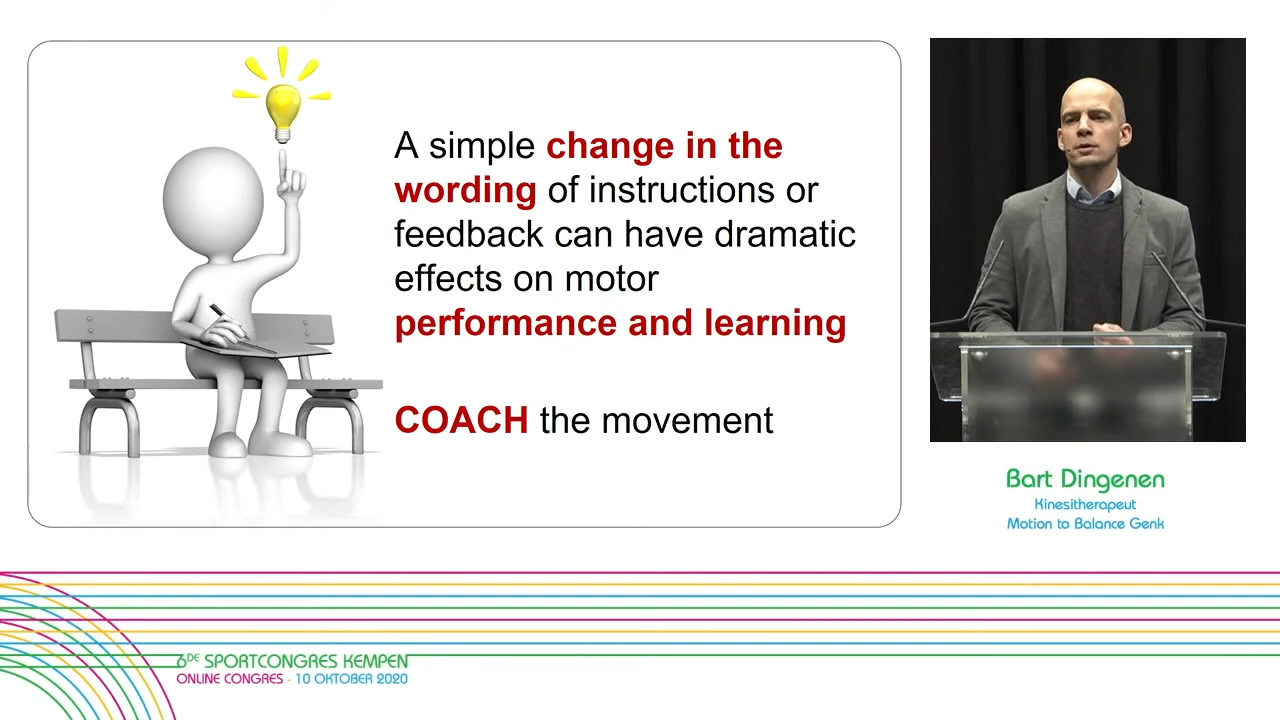 A simple change in the
wording of instructions or
feedback can have dramatic
effects on motor
performance and learning
COACH the movement
Bart Dingenen
Kinesitherapeut
Motion to Balance Genk
6DE SPORTCONGRES KEMPEN
ONLINE CONGRES - 10 OKTOBER 2020